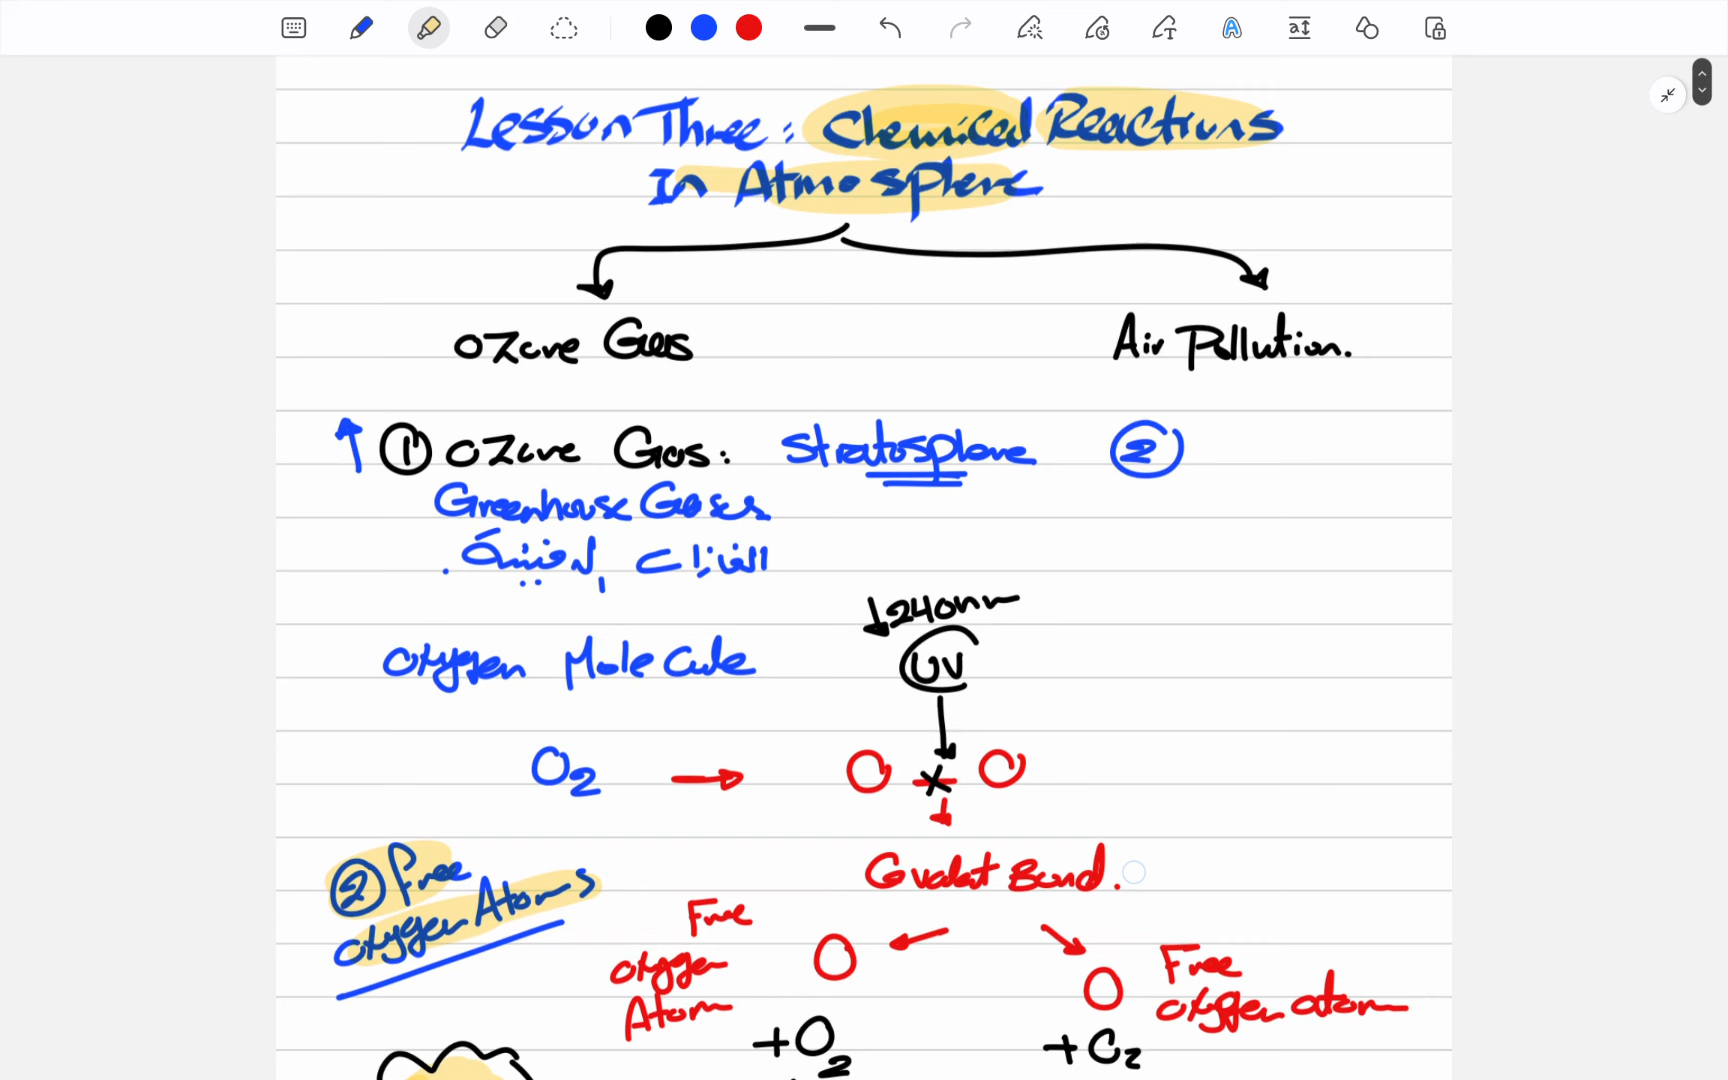 Lesson Three: Chemical Reactions
In Atmosphere
Ozone Gas
Air Pollution.
① Ozone Gas: Stratosphere ②
Greenhouse Gases
الغازات الدفيئة.
↓240nm
UV
Oxygen Molecule
O2 → O O
Covalent Bond.
② Free
Oxygen Atoms
Free
Oxygen
Atom
O
O
Free
Oxygen atom
+O2
+O2